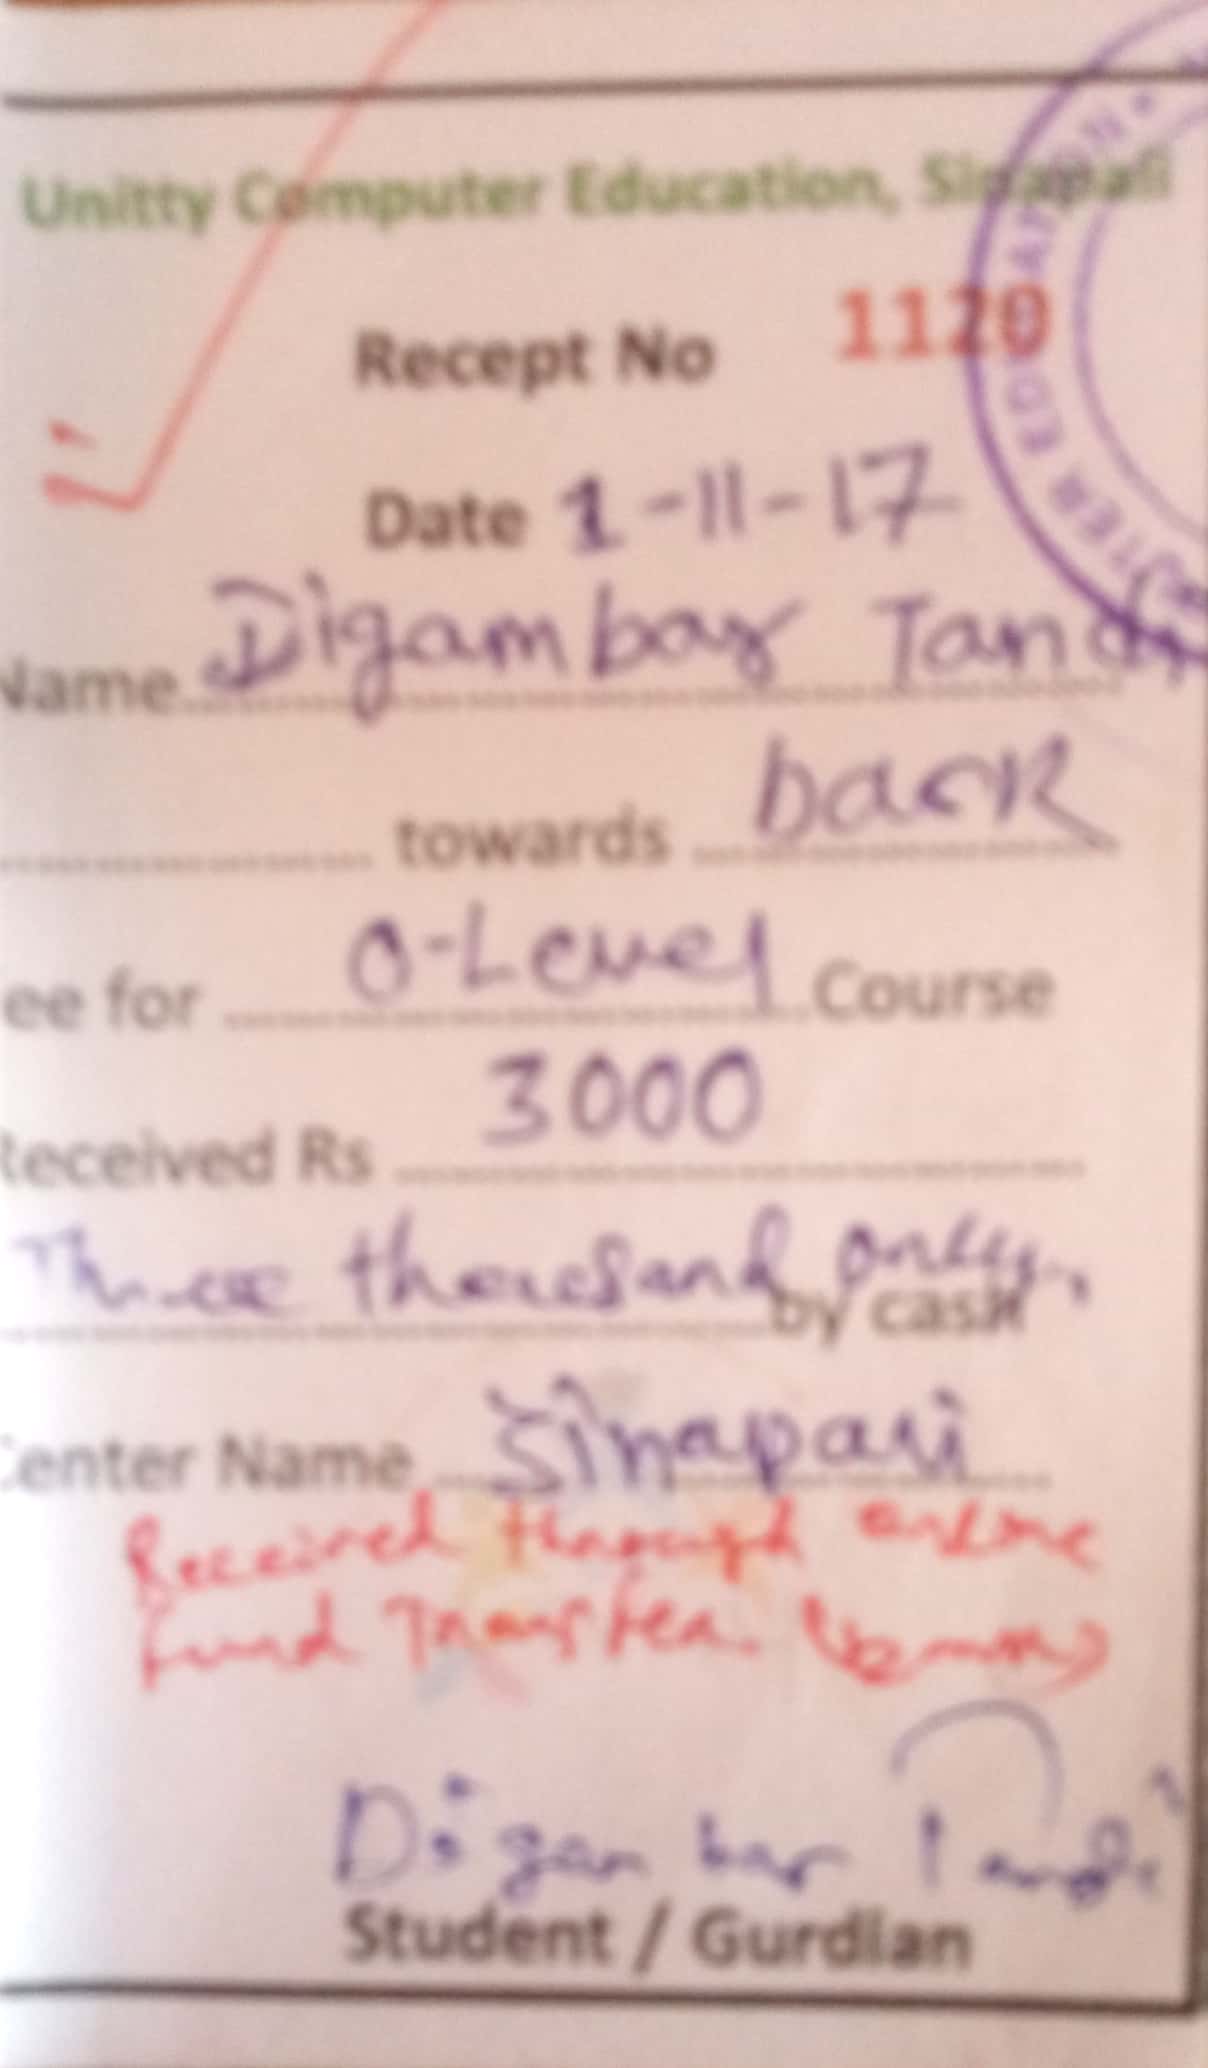 Unitty Computer Education, Sinapali
Recept No 1120
Date 1-11-17
Name Digambar Tandi
towards back
ee for O-Level Course
Received Rs 3000
Three thousand only,
by cash
Center Name Sinapali
Received through online
fund Transfer.
Digambar Tandi
Student / Gurdian